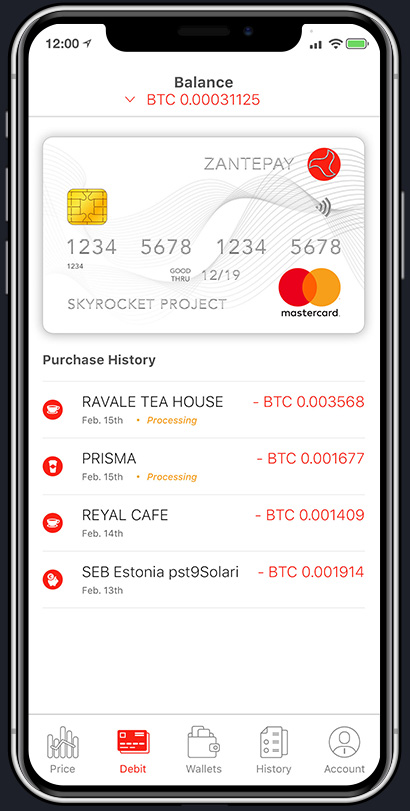 12:00
Balance
BTC 0.00031125
ZANTEPAY
1234 5678 1234 5678
1234
GOOD THRU 12/19
SKYROCKET PROJECT
mastercard.
Purchase History
RAVALE TEA HOUSE - BTC 0.003568
Feb. 15th • Processing
PRISMA - BTC 0.001677
Feb. 15th • Processing
REYAL CAFE - BTC 0.001409
Feb. 14th
SEB Estonia pst9Solari - BTC 0.001914
Feb. 13th
Price Debit Wallets History Account